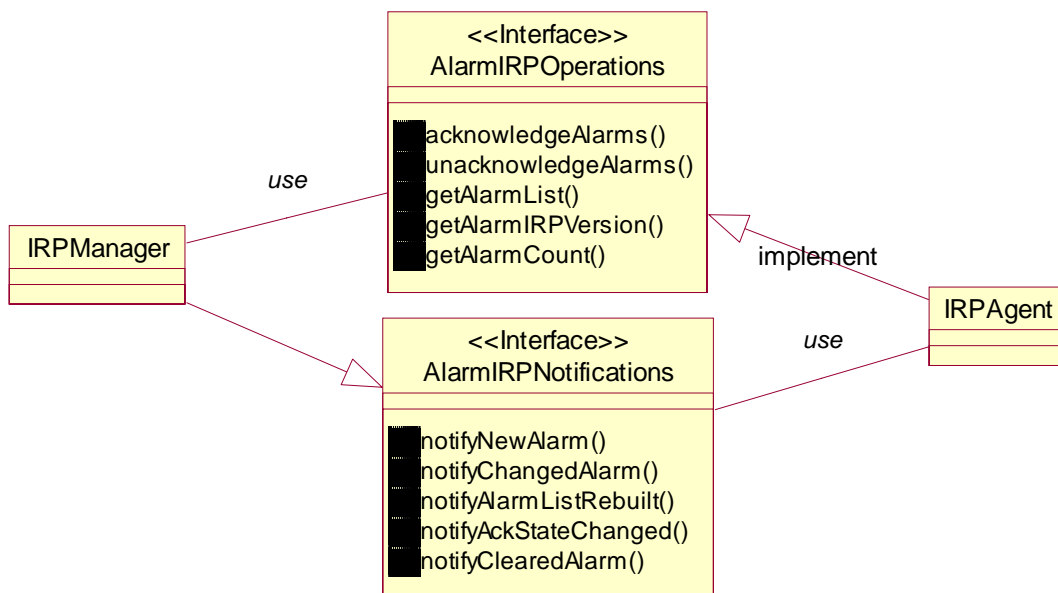 <<Interface>>
AlarmIRPOperations
acknowledgeAlarms()
unacknowledgeAlarms()
getAlarmList()
getAlarmIRPVersion()
getAlarmCount()
use
IRPManager
implement
IRPAgent
<<Interface>>
AlarmIRPNotifications
use
notifyNewAlarm()
notifyChangedAlarm()
notifyAlarmListRebuilt()
notifyAckStateChanged()
notifyClearedAlarm()